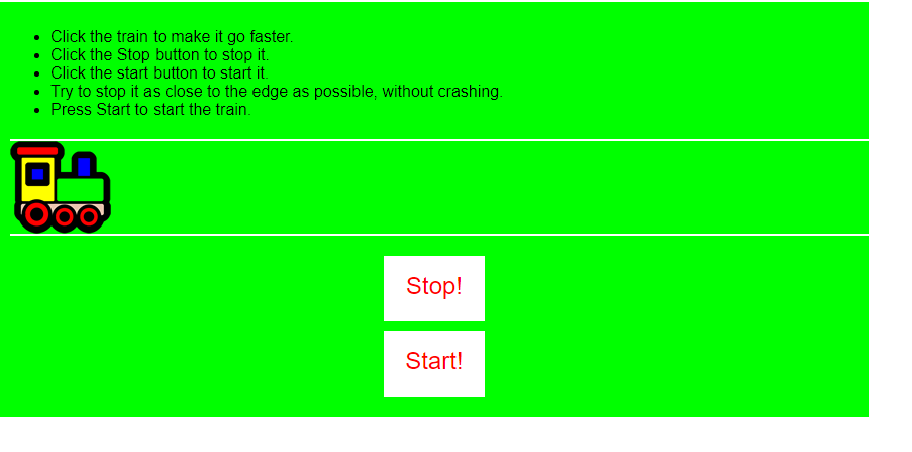 Click the train to make it go faster.
Click the Stop button to stop it.
Click the start button to start it.
Try to stop it as close to the edge as possible, without crashing.
Press Start to start the train.
Stop!
Start!